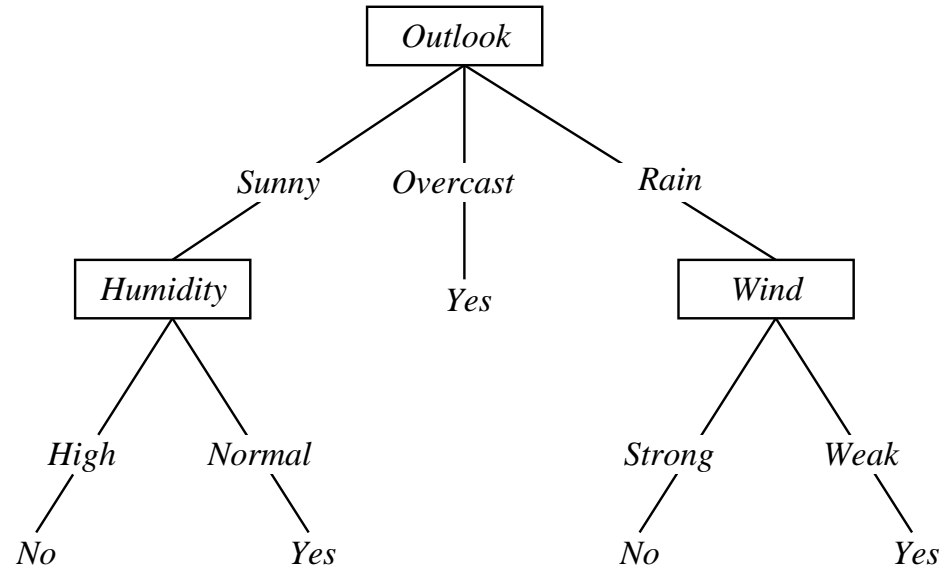 Outlook
Sunny Overcast Rain
Humidity Yes Wind
High Normal Strong Weak
No Yes No Yes